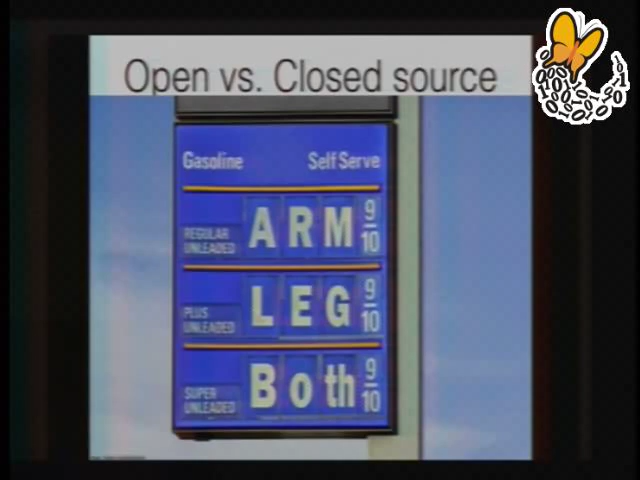 Open vs. Closed source
Gasoline Self Serve
REGULAR UNLEADED ARM 9/10
PLUS UNLEADED LEG 9/10
SUPER UNLEADED Both 9/10